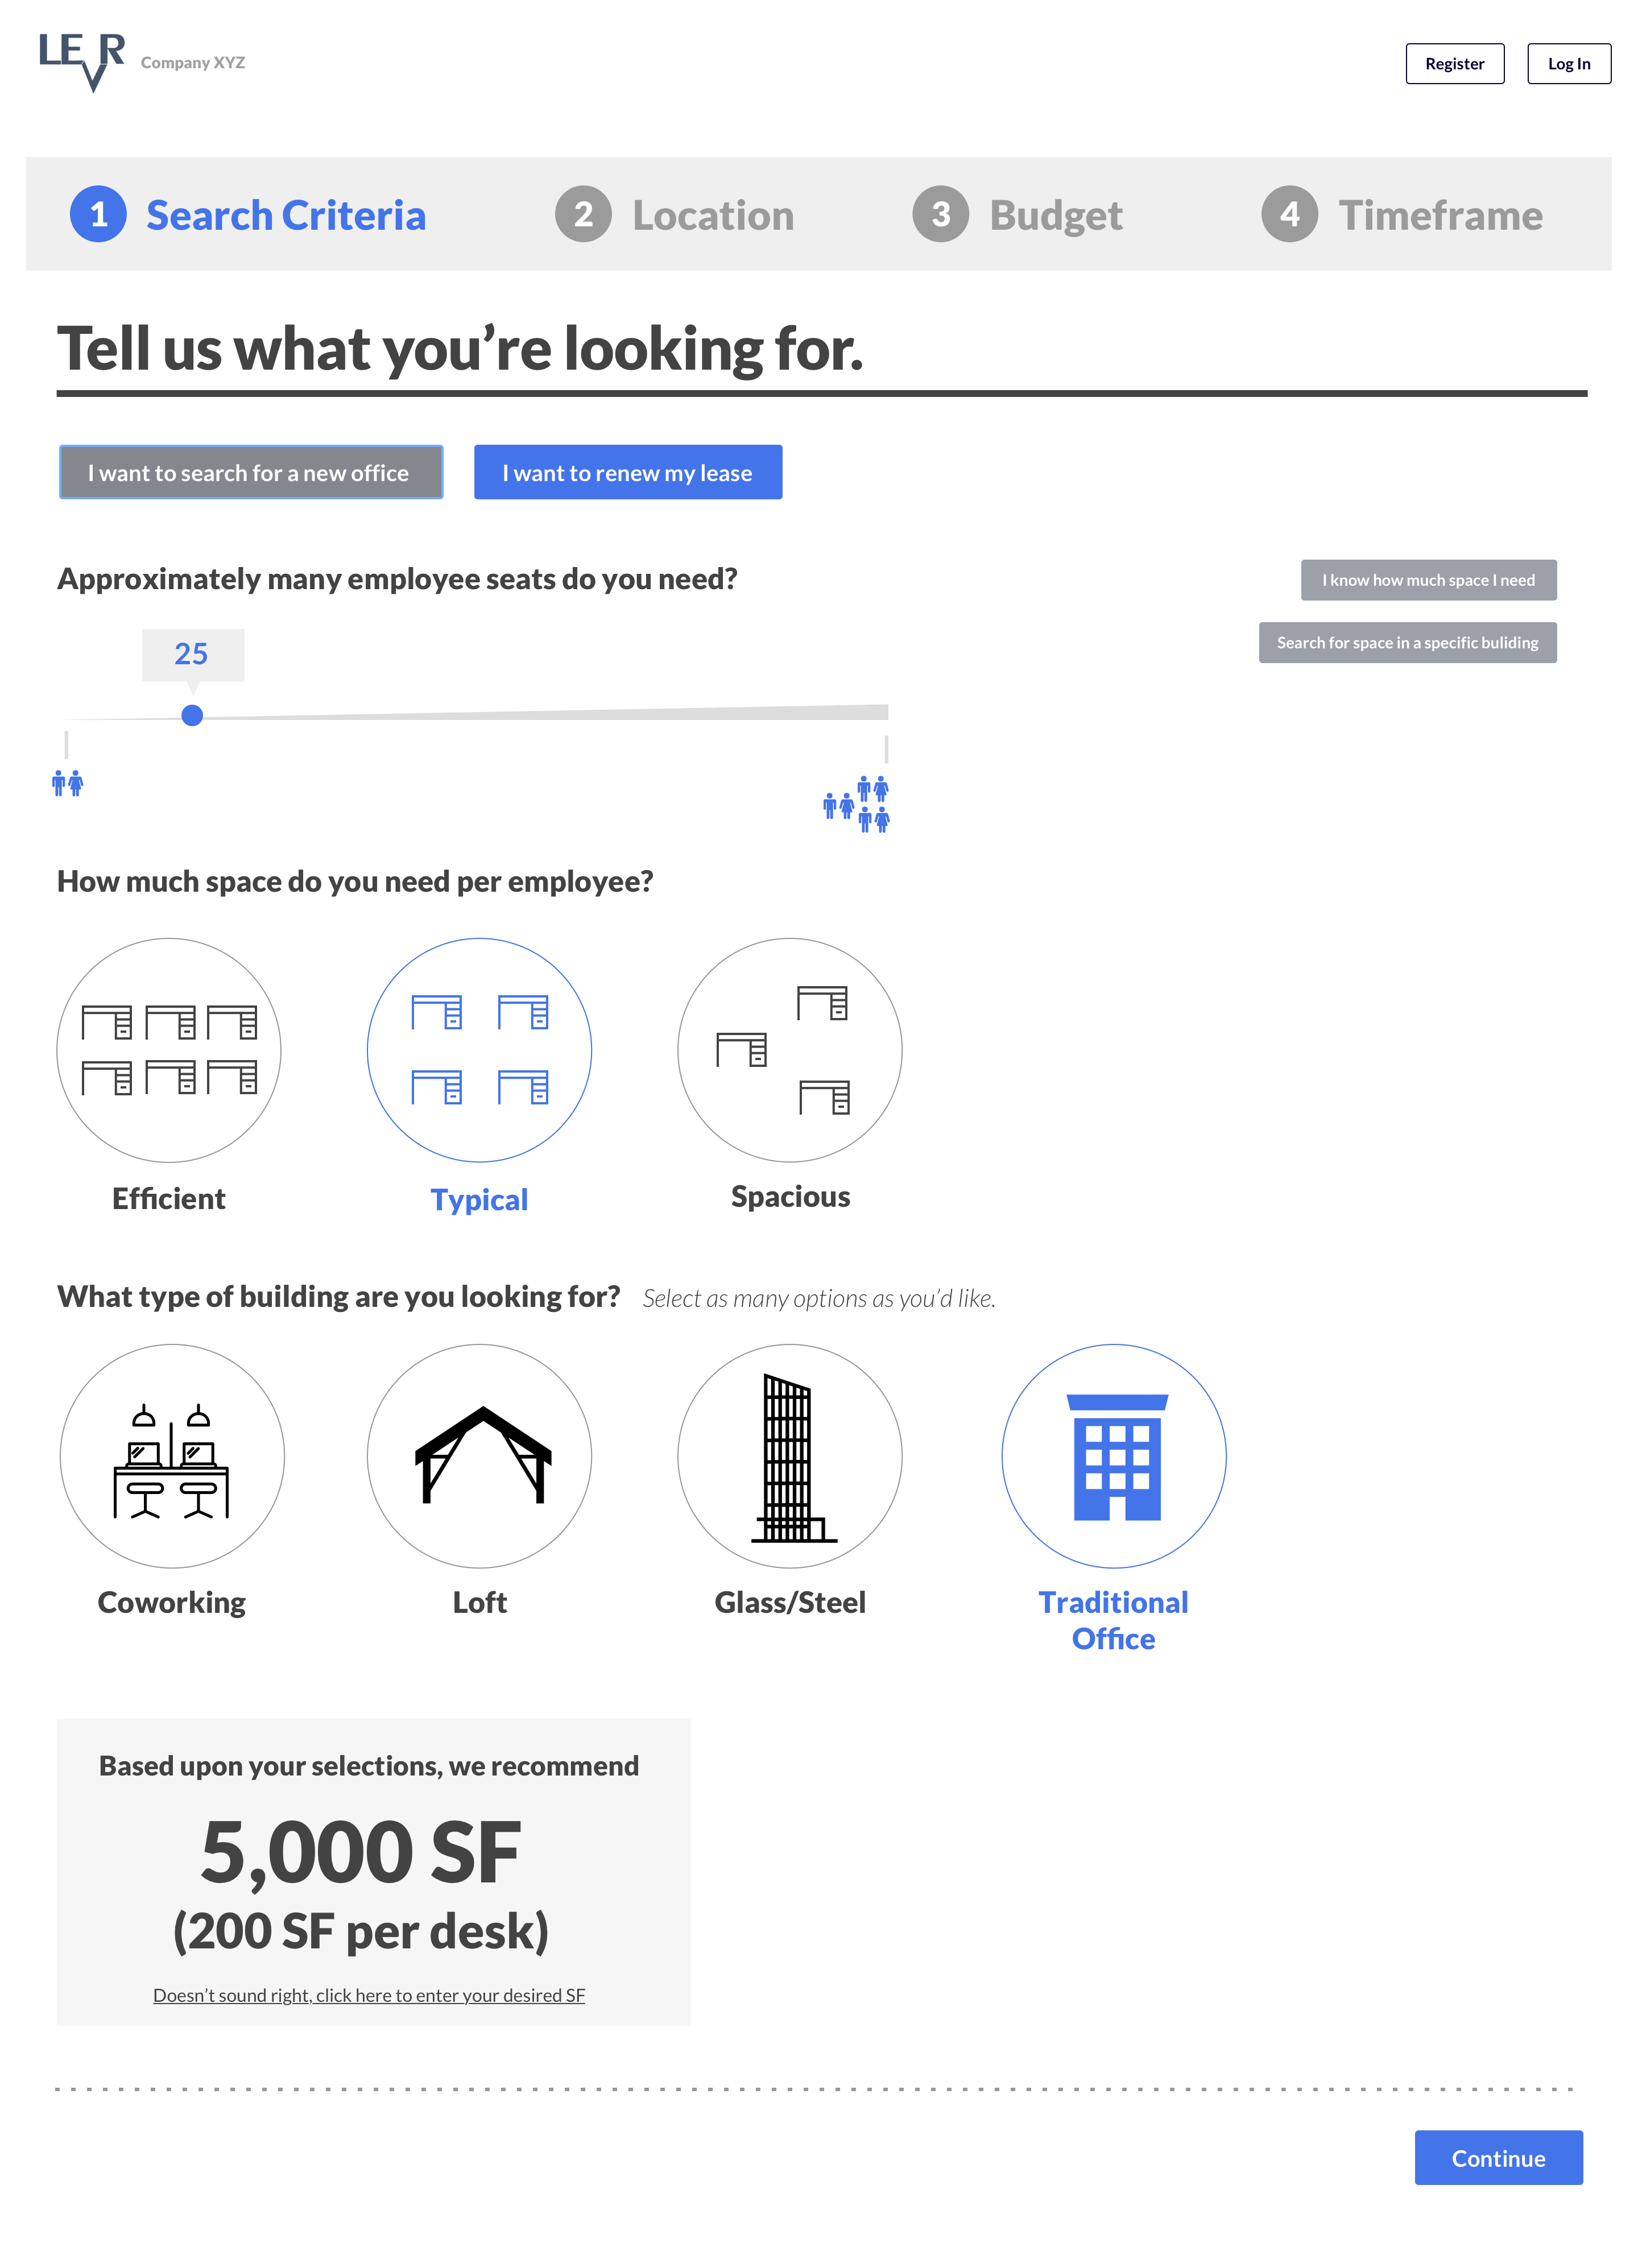 LEVR
Company XYZ
Register
Log In
1 Search Criteria
2 Location
3 Budget
4 Timeframe
Tell us what you’re looking for.
I want to search for a new office
I want to renew my lease
Approximately many employee seats do you need?
I know how much space I need
Search for space in a specific buliding
25
How much space do you need per employee?
Efficient
Typical
Spacious
What type of building are you looking for? Select as many options as you’d like.
Coworking
Loft
Glass/Steel
Traditional
Office
Based upon your selections, we recommend
5,000 SF
(200 SF per desk)
Doesn’t sound right, click here to enter your desired SF
Continue